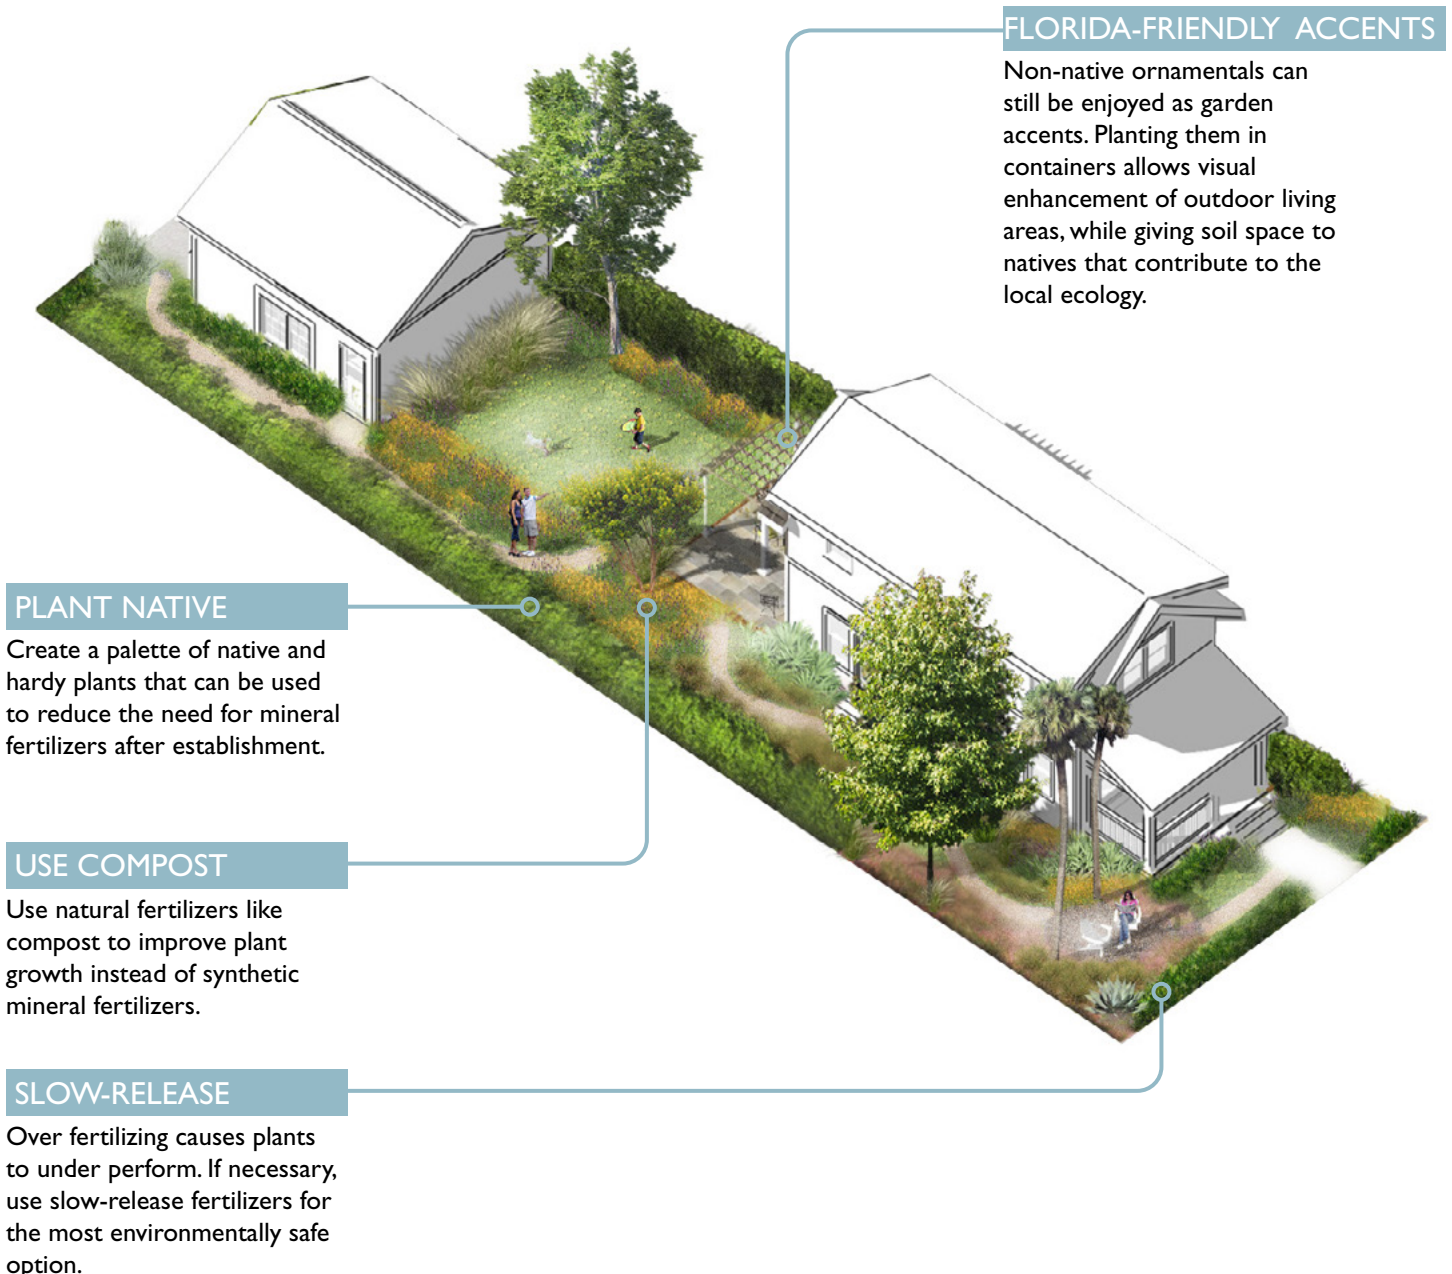 FLORIDA-FRIENDLY ACCENTS
Non-native ornamentals can
still be enjoyed as garden
accents. Planting them in
containers allows visual
enhancement of outdoor living
areas, while giving soil space to
natives that contribute to the
local ecology.
PLANT NATIVE
Create a palette of native and
hardy plants that can be used
to reduce the need for mineral
fertilizers after establishment.
USE COMPOST
Use natural fertilizers like
compost to improve plant
growth instead of synthetic
mineral fertilizers.
SLOW-RELEASE
Over fertilizing causes plants
to under perform. If necessary,
use slow-release fertilizers for
the most environmentally safe
option.